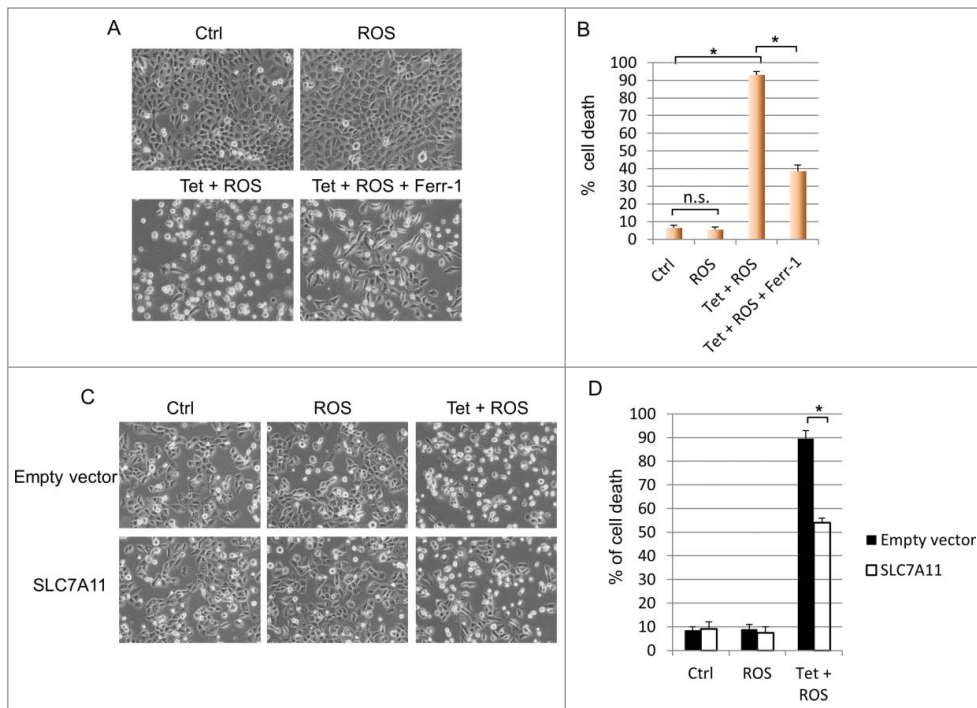 A
Ctrl
ROS
Tet + ROS
Tet + ROS + Ferr-1
B
*
*
n.s.
% cell death
100
90
80
70
60
50
40
30
20
10
0
Ctrl
ROS
Tet + ROS
Tet + ROS + Ferr-1
C
Ctrl
ROS
Tet + ROS
Empty vector
SLC7A11
D
*
% of cell death
100
90
80
70
60
50
40
30
20
10
0
Ctrl
ROS
Tet +
ROS
Empty vector
SLC7A11